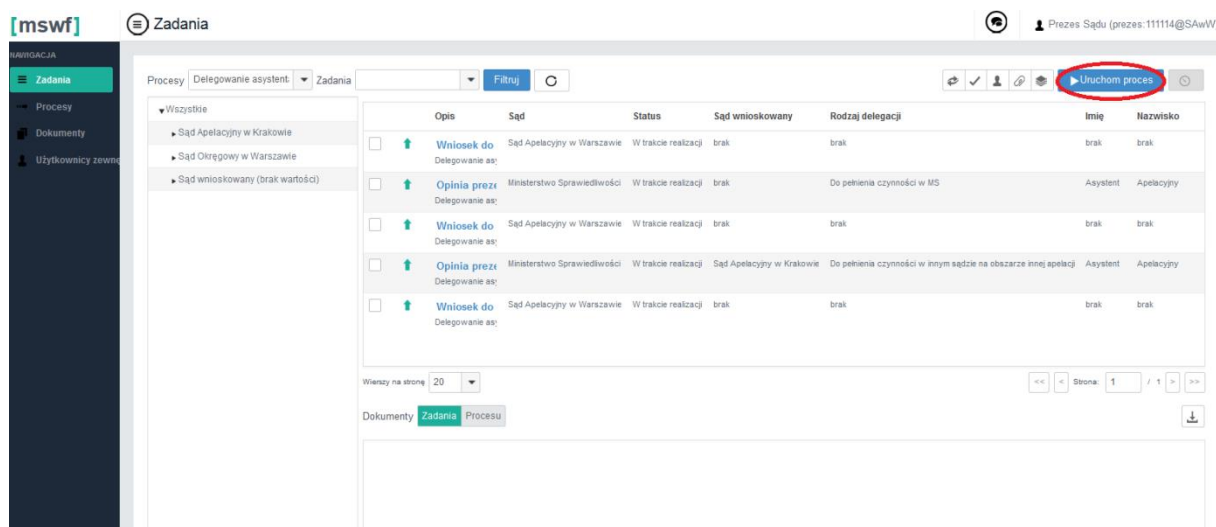 [mswf]
Zadania
Prezes Sądu (prezes:111114@SAwW
NAWIGACJA
Zadania
Procesy
Dokumenty
Użytkownicy zewnę
Procesy Delegowanie asystent: Zadania Filtruj
Uruchom proces
Wszystkie
Sąd Apelacyjny w Krakowie
Sąd Okręgowy w Warszawie
Sąd wnioskowany (brak wartości)
Opis Sąd Status Sąd wnioskowany Rodzaj delegacji Imię Nazwisko
Wniosek do Sąd Apelacyjny w Warszawie W trakcie realizacji brak brak brak brak
Delegowanie asy
Opinia preze Ministerstwo Sprawiedliwości W trakcie realizacji brak Do pełnienia czynności w MS Asystent Apelacyjny
Delegowanie asy
Wniosek do Sąd Apelacyjny w Warszawie W trakcie realizacji brak brak brak brak
Delegowanie asy
Opinia preze Ministerstwo Sprawiedliwości W trakcie realizacji Sąd Apelacyjny w Krakowie Do pełnienia czynności w innym sądzie na obszarze innej apelacji Asystent Apelacyjny
Delegowanie asy
Wniosek do Sąd Apelacyjny w Warszawie W trakcie realizacji brak brak brak brak
Delegowanie asy
Wierszy na stronę 20
<< < Strona: 1 / 1 > >>
Dokumenty Zadania Procesu